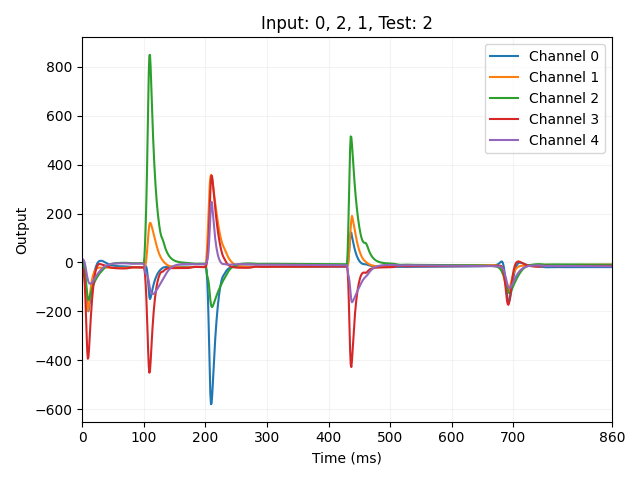 Input: 0, 2, 1, Test: 2
Channel 0
Channel 1
Channel 2
Channel 3
Channel 4
Output
800
600
400
200
0
−200
−400
−600
0 100 200 300 400 500 600 700 860
Time (ms)